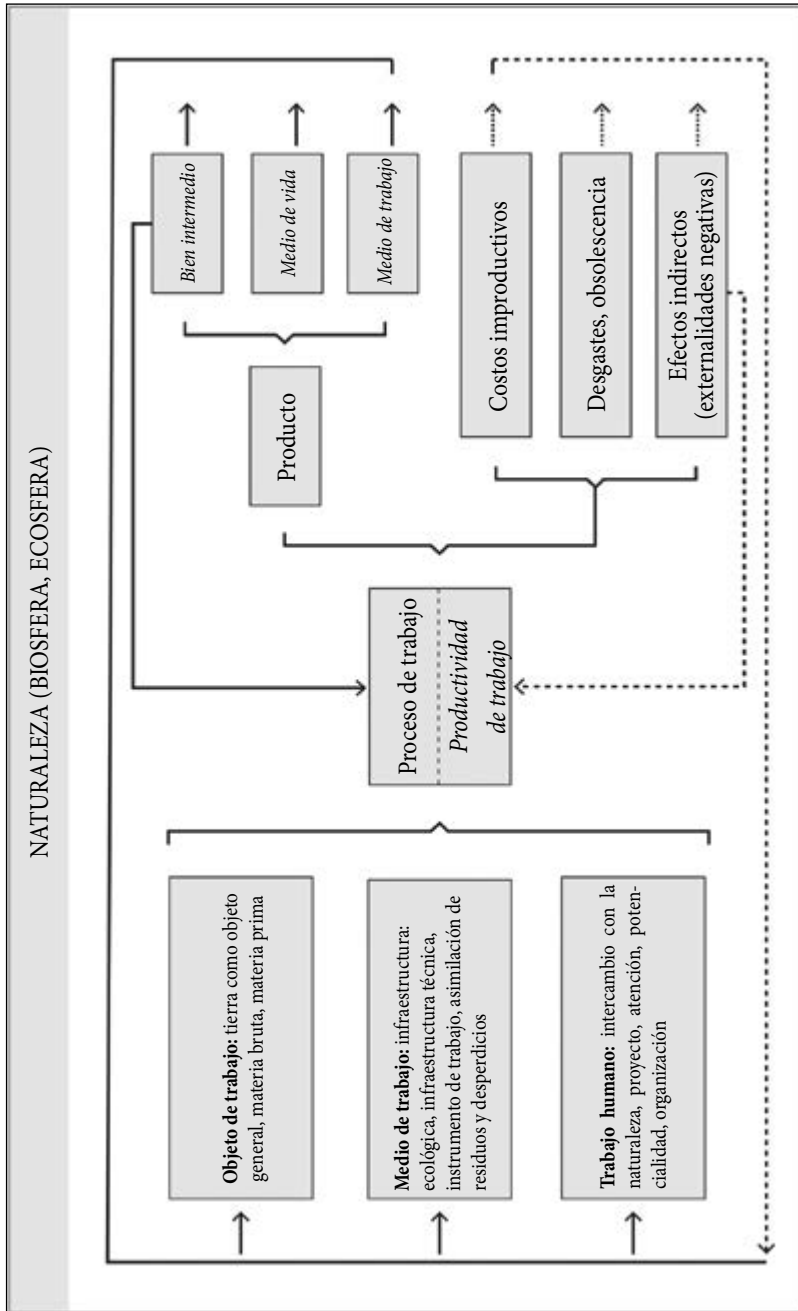 NATURALEZA (BIOSFERA, ECOSFERA)
Objeto de trabajo: tierra como objeto
general, materia bruta, materia prima
Medio de trabajo: infraestructura:
ecológica, infraestructura técnica,
instrumento de trabajo, asimilación de
residuos y desperdicios
Trabajo humano: intercambio con la
naturaleza, proyecto, atención, poten-
cialidad, organización
Proceso de trabajo
Productividad
de trabajo
Producto
Bien intermedio
Medio de vida
Medio de trabajo
Costos improductivos
Desgastes, obsolescencia
Efectos indirectos
(externalidades negativas)